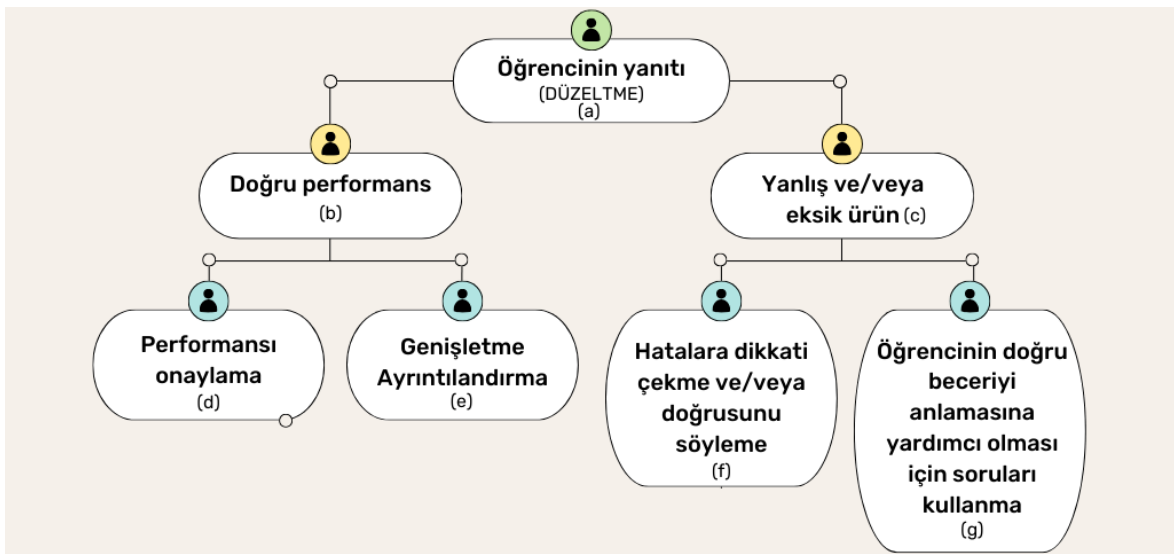 Öğrencinin yanıtı
(DÜZELTME)
(a)
Doğru performans
(b)
Yanlış ve/veya
eksik ürün (c)
Performansı
onaylama
(d)
Genişletme
Ayrıntılandırma
(e)
Hatalara dikkati
çekme ve/veya
doğrusunu
söyleme
(f)
Öğrencinin doğru
beceriyi
anlamasına
yardımcı olması
için soruları
kullanma
(g)